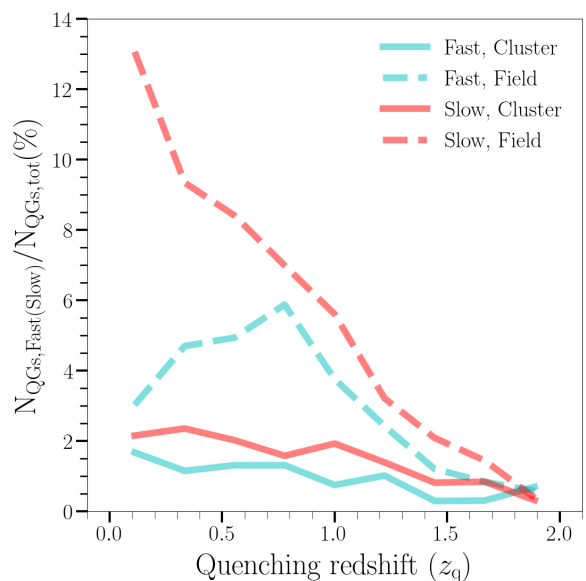 14
12
10
8
6
4
2
0
N_QGs,Fast(Slow)/N_QGs,tot(%)
Fast, Cluster
Fast, Field
Slow, Cluster
Slow, Field
0.0 0.5 1.0 1.5 2.0
Quenching redshift (z_q)